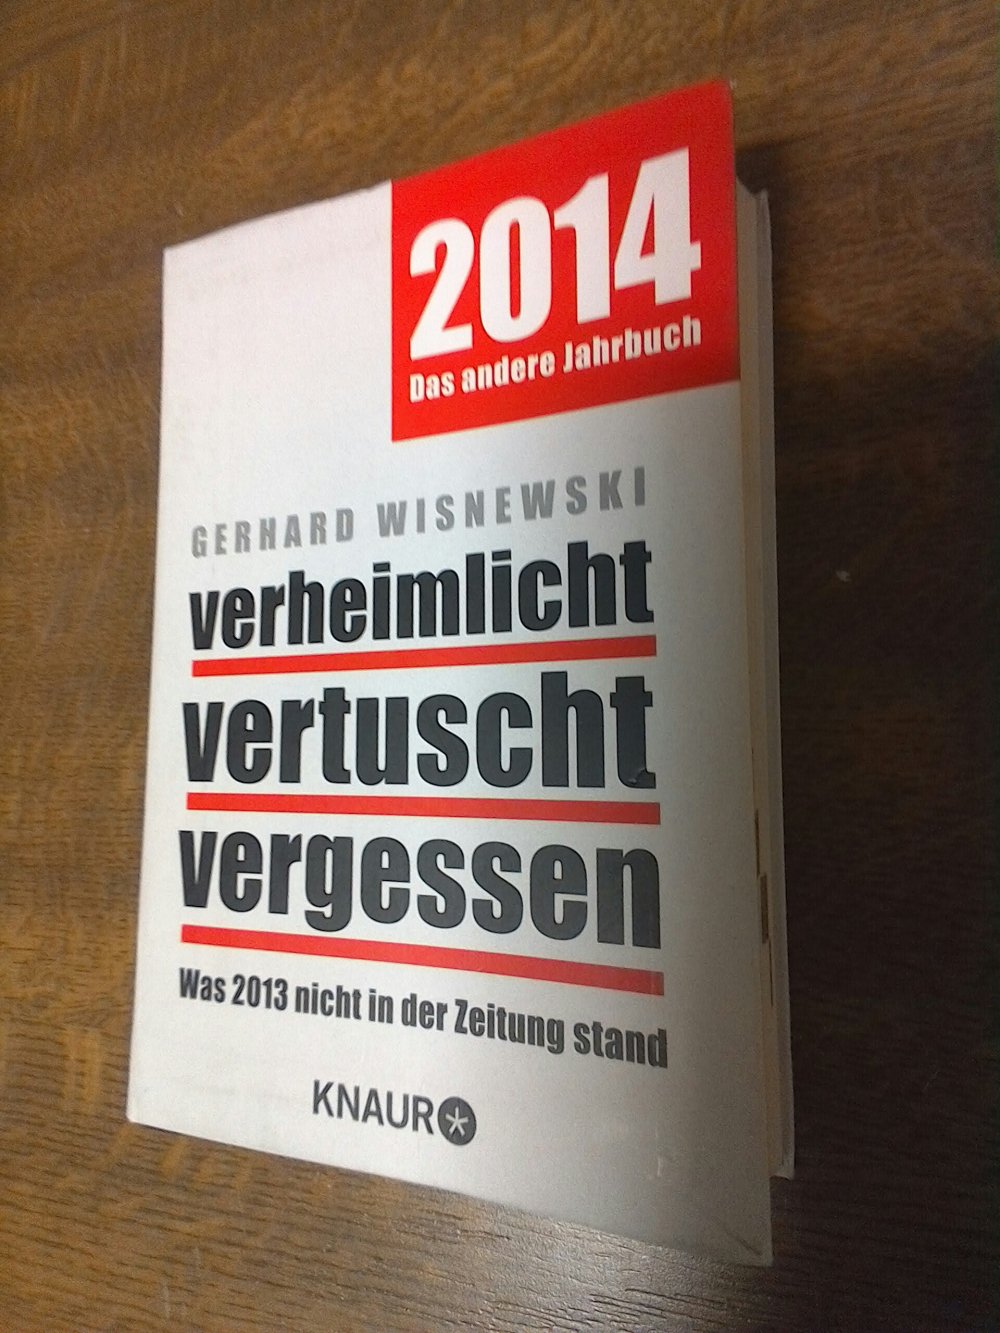 2014
Das andere Jahrbuch
GERHARD WISNEWSKI
verheimlicht
vertuscht
vergessen
Was 2013 nicht in der Zeitung stand
KNAUR